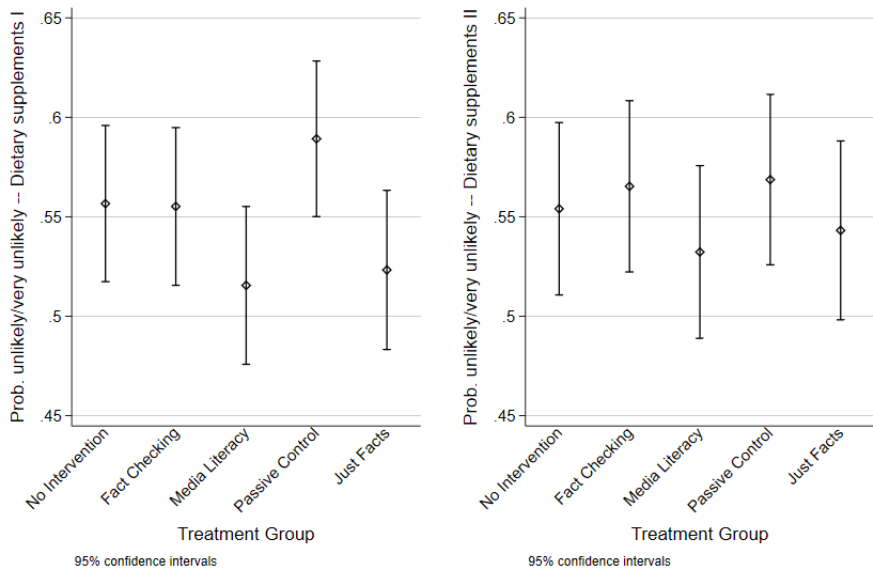 Prob. unlikely/very unlikely -- Dietary supplements I
.65
.6
.55
.5
.45
No Intervention
Fact Checking
Media Literacy
Passive Control
Just Facts
Treatment Group
95% confidence intervals
Prob. unlikely/very unlikely -- Dietary supplements II
.65
.6
.55
.5
.45
No Intervention
Fact Checking
Media Literacy
Passive Control
Just Facts
Treatment Group
95% confidence intervals